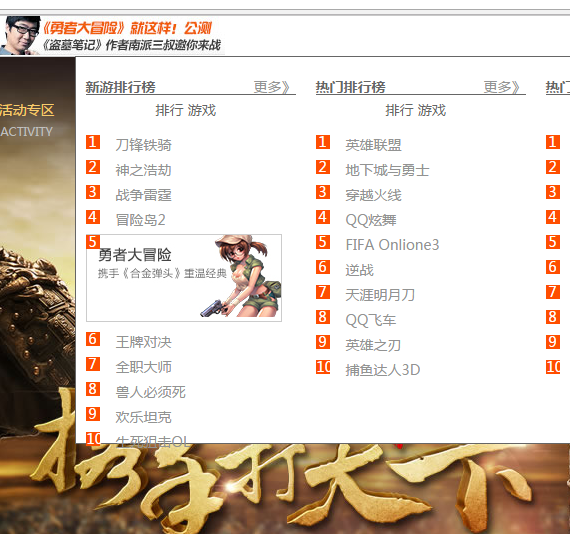 《勇者大冒险》就这样！公测
《盗墓笔记》作者南派三叔邀你来战
活动专区
ACTIVITY
新游排行榜 更多》
排行 游戏
1 刀锋铁骑
2 神之浩劫
3 战争雷霆
4 冒险岛2
5 勇者大冒险
携手《合金弹头》重温经典
6 王牌对决
7 全职大师
8 兽人必须死
9 欢乐坦克
10 生死狙击OL
热门排行榜 更多》
排行 游戏
1 英雄联盟
2 地下城与勇士
3 穿越火线
4 QQ炫舞
5 FIFA Onlione3
6 逆战
7 天涯明月刀
8 QQ飞车
9 英雄之刃
10 捕鱼达人3D
热门
1
2
3
4
5
6
7
8
9
10
携手打天下